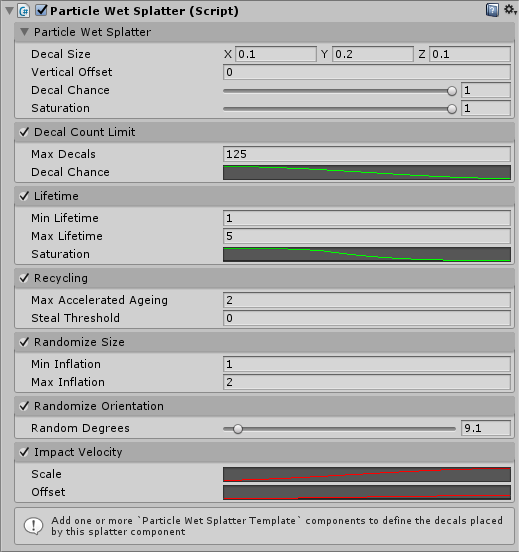 Particle Wet Splatter (Script)
Particle Wet Splatter
Decal Size X 0.1 Y 0.2 Z 0.1
Vertical Offset 0
Decal Chance 1
Saturation 1
Decal Count Limit
Max Decals 125
Decal Chance
Lifetime
Min Lifetime 1
Max Lifetime 5
Saturation
Recycling
Max Accelerated Ageing 2
Steal Threshold 0
Randomize Size
Min Inflation 1
Max Inflation 2
Randomize Orientation
Random Degrees 9.1
Impact Velocity
Scale
Offset
Add one or more `Particle Wet Splatter Template` components to define the decals placed
by this splatter component